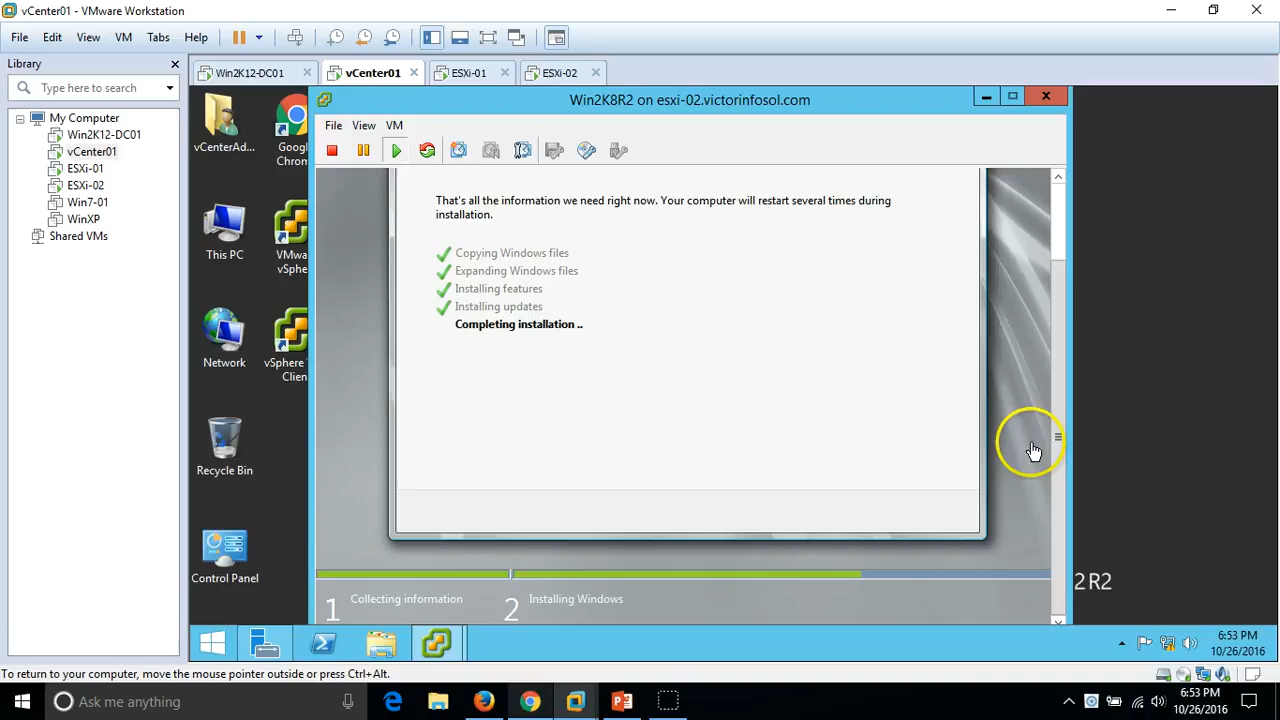 vCenter01 - VMware Workstation
File Edit View VM Tabs Help
Library
Type here to search
My Computer
Win2K12-DC01
vCenter01
ESXi-01
ESXi-02
Win7-01
WinXP
Shared VMs
Win2K12-DC01 vCenter01 ESXi-01 ESXi-02
vCenterAd...
Google
Chrom
This PC
VMwa
vSphe
Network
vSphere
Clien
Recycle Bin
Control Panel
Win2K8R2 on esxi-02.victorinfosol.com
File View VM
That's all the information we need right now. Your computer will restart several times during
installation.
Copying Windows files
Expanding Windows files
Installing features
Installing updates
Completing installation ..
1 Collecting information 2 Installing Windows
2 R2
6:53 PM
10/26/2016
To return to your computer, move the mouse pointer outside or press Ctrl+Alt.
Ask me anything
6:53 PM
10/26/2016